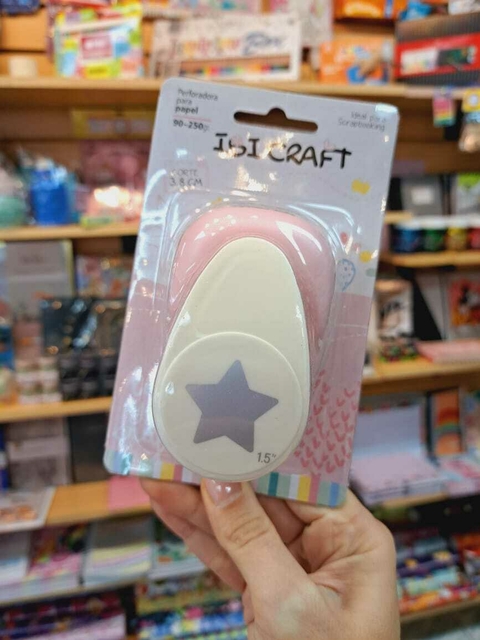 Perforadora
para
papel
90-250g
Ideal para
Scrapbooking
IBI CRAFT
CORTE
3.8 CM
1.5"